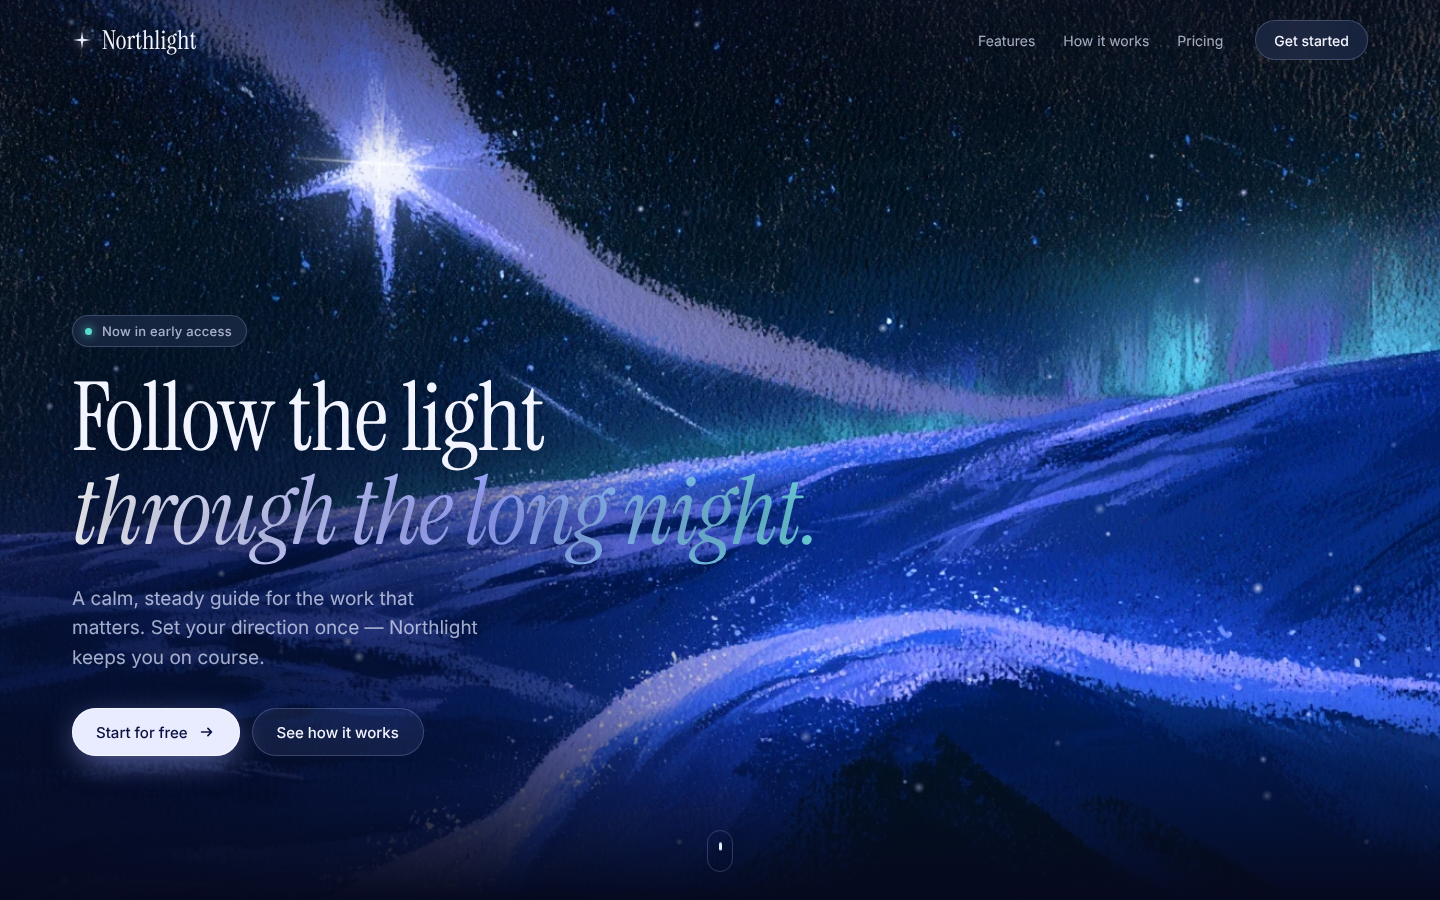 Northlight
Features
How it works
Pricing
Get started
Now in early access
Follow the light
through the long night.
A calm, steady guide for the work that
matters. Set your direction once — Northlight
keeps you on course.
Start for free →
See how it works